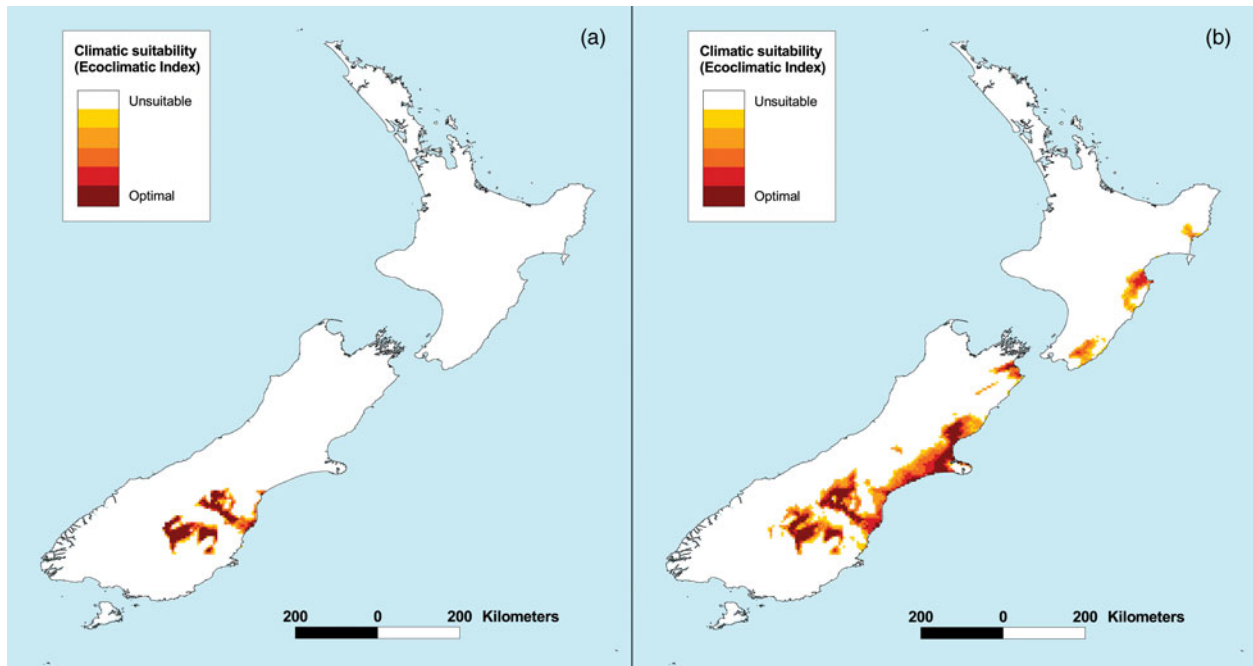 (a)
Climatic suitability
(Ecoclimatic Index)
Unsuitable
Optimal
200 0 200 Kilometers
(b)
Climatic suitability
(Ecoclimatic Index)
Unsuitable
Optimal
200 0 200 Kilometers